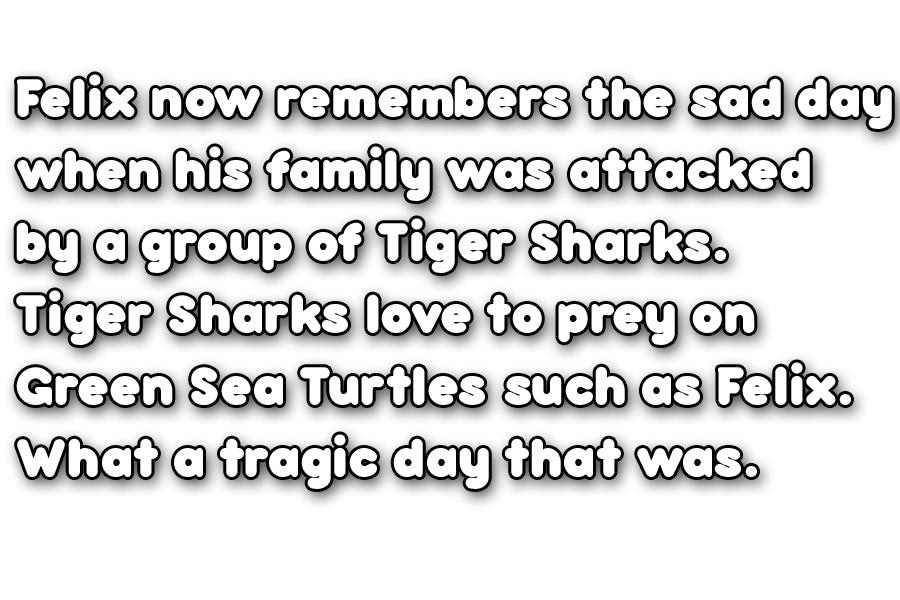 Felix now remembers the sad day
when his family was attacked
by a group of Tiger Sharks.
Tiger Sharks love to prey on
Green Sea Turtles such as Felix.
What a tragic day that was.